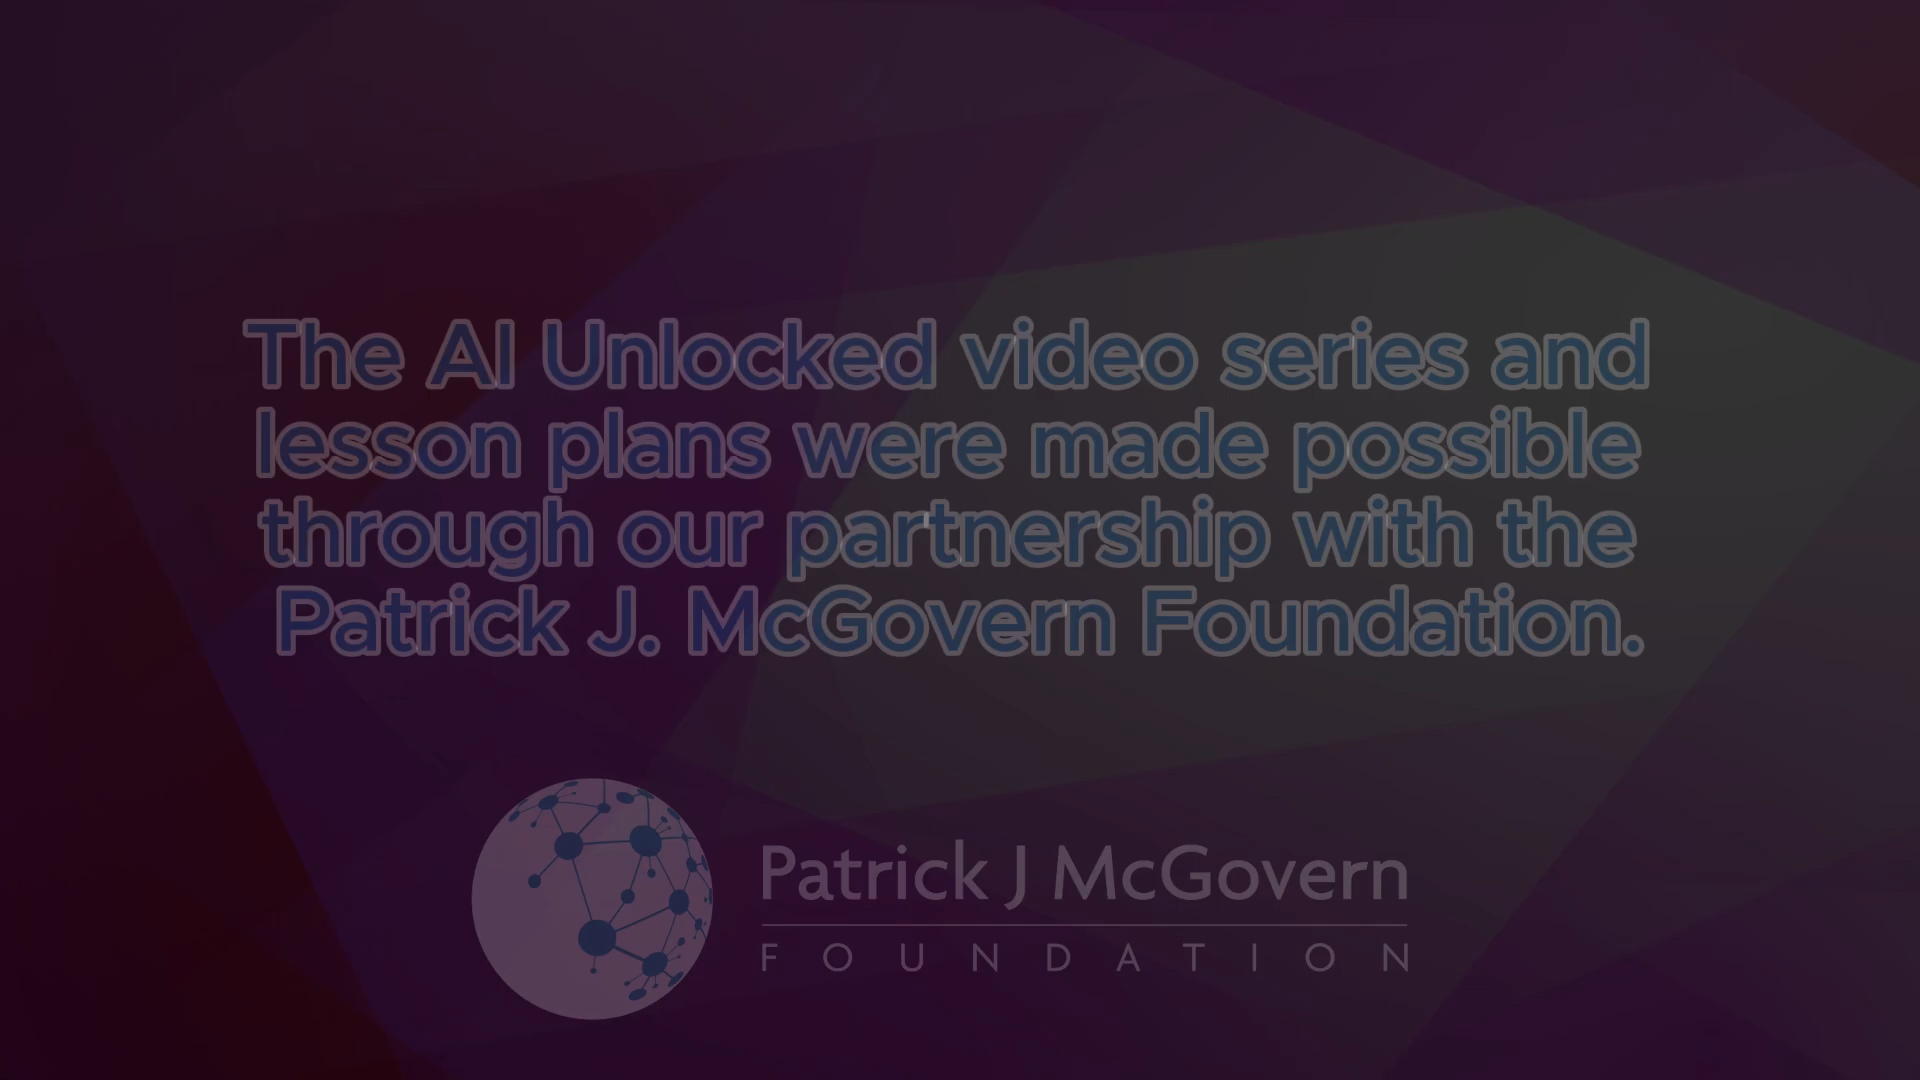 The AI Unlocked video series and
lesson plans were made possible
through our partnership with the
Patrick J. McGovern Foundation.
Patrick J McGovern
FOUNDATION